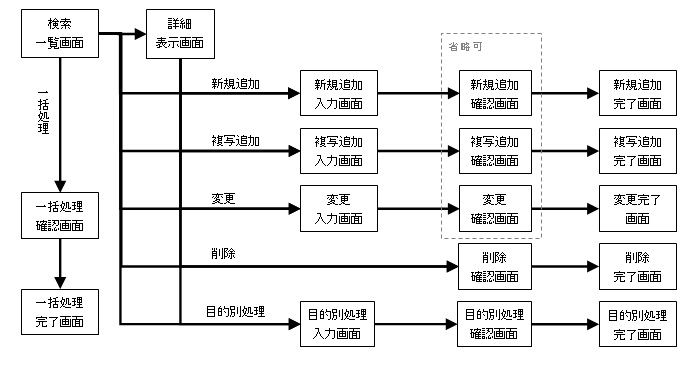 検索
一覧画面
詳細
表示画面
省略可
一括処理
新規追加
新規追加
入力画面
新規追加
確認画面
新規追加
完了画面
複写追加
複写追加
入力画面
複写追加
確認画面
複写追加
完了画面
変更
変更
入力画面
変更
確認画面
変更完了
画面
一括処理
確認画面
削除
削除
確認画面
削除
完了画面
一括処理
完了画面
目的別処理
目的別処理
入力画面
目的別処理
確認画面
目的別処理
完了画面